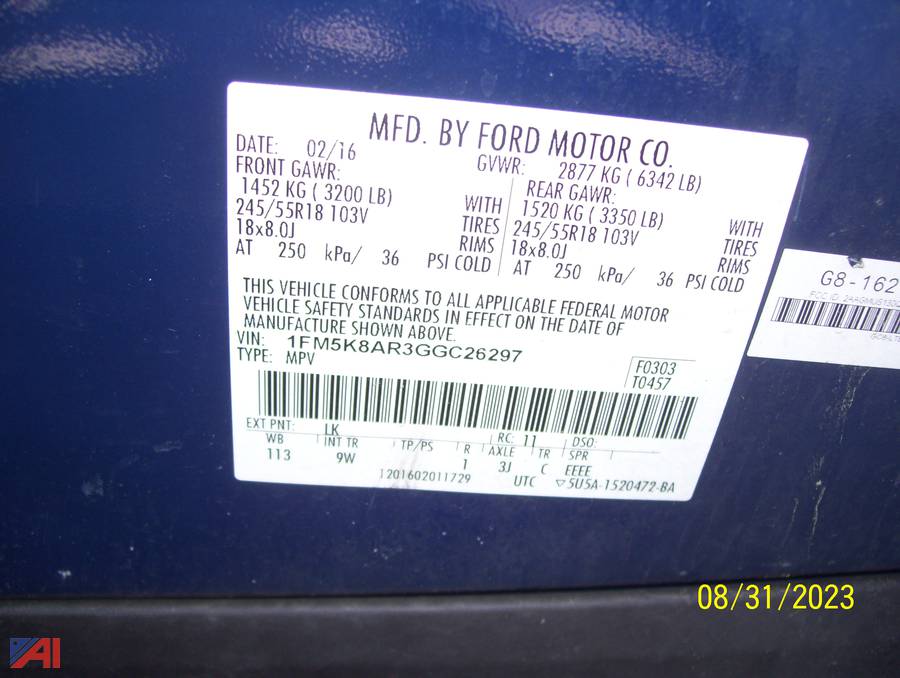 MFD. BY FORD MOTOR CO.
DATE: 02/16
GVWR: 2877 KG ( 6342 LB)
FRONT GAWR:
1452 KG ( 3200 LB) WITH
245/55R18 103V TIRES
18x8.0J RIMS
AT 250 kPa/ 36 PSI COLD
REAR GAWR:
1520 KG ( 3350 LB) WITH
245/55R18 103V TIRES
18x8.0J RIMS
AT 250 kPa/ 36 PSI COLD
THIS VEHICLE CONFORMS TO ALL APPLICABLE FEDERAL MOTOR
VEHICLE SAFETY STANDARDS IN EFFECT ON THE DATE OF
MANUFACTURE SHOWN ABOVE.
VIN: 1FM5K8AR3GGC26297
TYPE: MPV
F0303
T0457
EXT PNT: LK RC: 11 DSO:
WB INT TR TP/PS R AXLE TR SPR
113 9W 1 3J C EEEE
1201602011729 UTC ▽5USA-1520472-BA
G8-162
FCC ID:
08/31/2023
AI